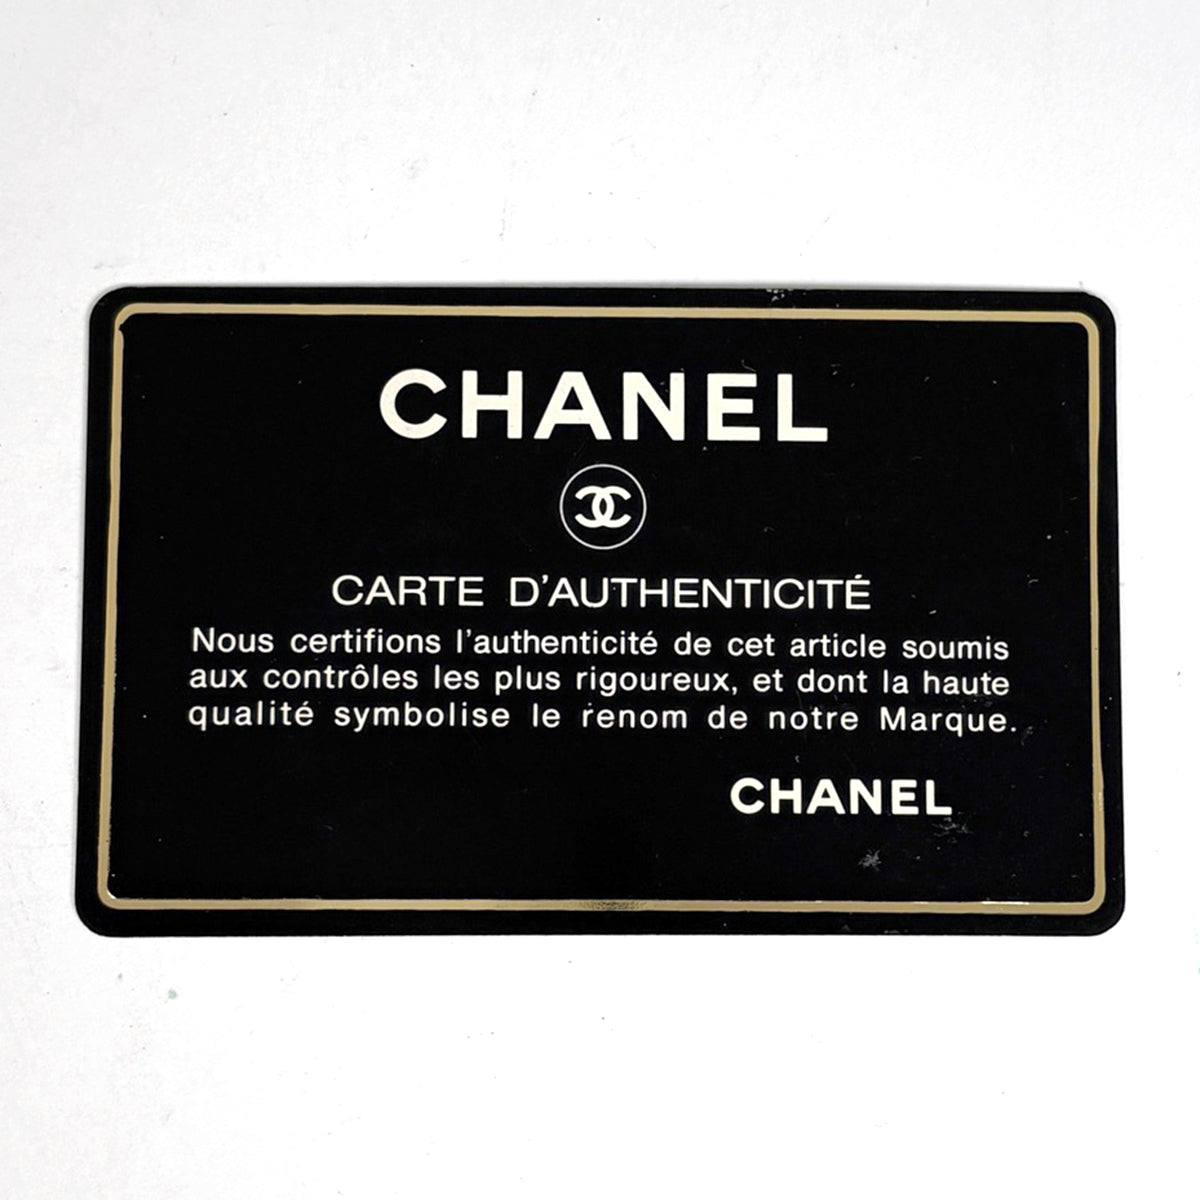 CHANEL
CARTE D'AUTHENTICITÉ
Nous certifions l'authenticité de cet article soumis
aux contrôles les plus rigoureux, et dont la haute
qualité symbolise le renom de notre Marque.
CHANEL